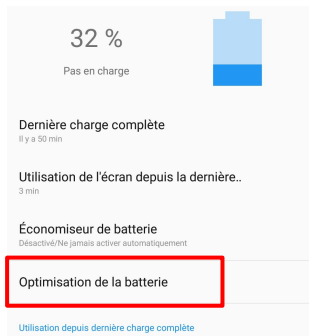 32 %
Pas en charge
Dernière charge complète
Il y a 50 min
Utilisation de l'écran depuis la dernière..
3 min
Économiseur de batterie
Désactivé/Ne jamais activer automatiquement
Optimisation de la batterie
Utilisation depuis dernière charge complète